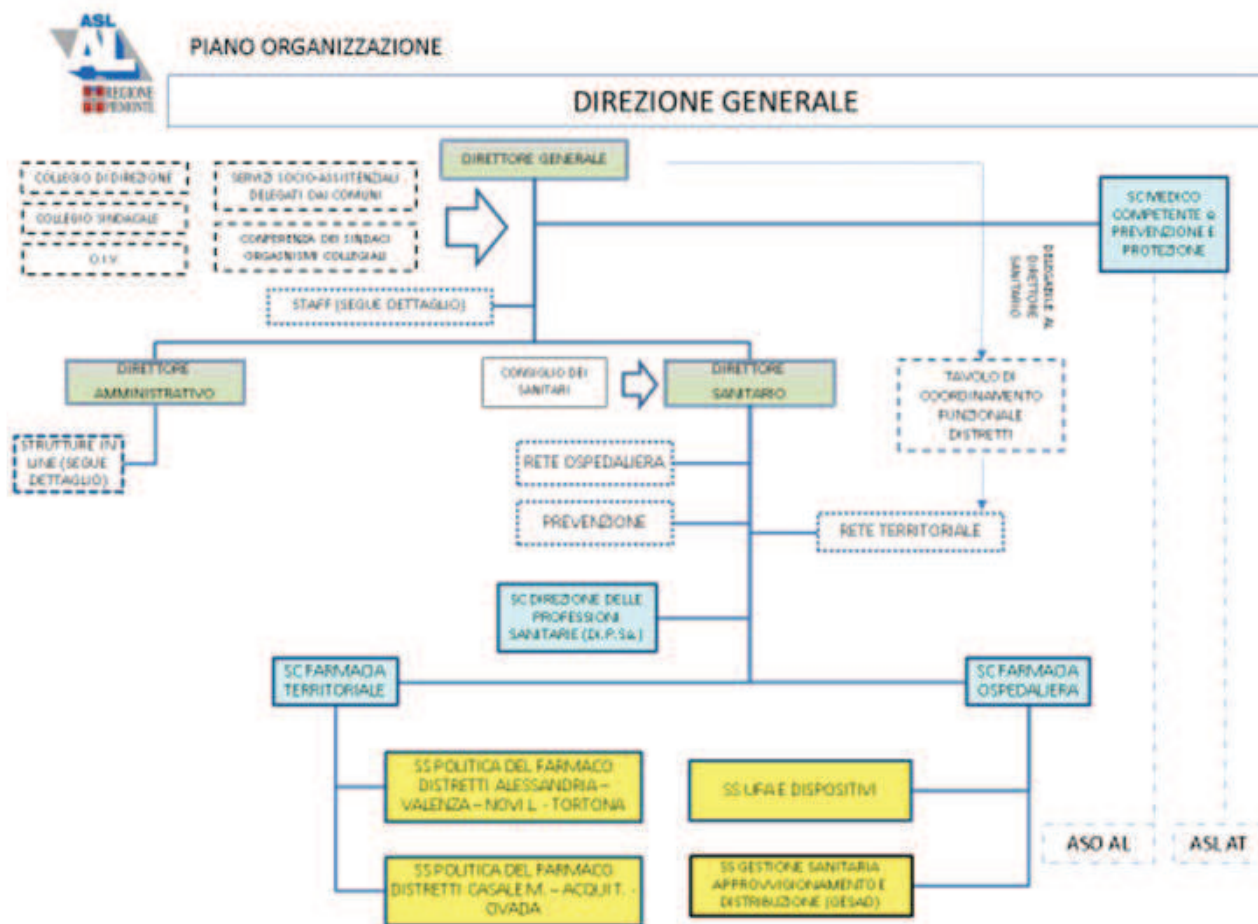 ASL
AL
REGIONE
PIEMONTE
PIANO ORGANIZZAZIONE
DIREZIONE GENERALE
DIRETTORE GENERALE
COLLEGIO DI DIREZIONE
COLLEGIO SINDACALE
O.I.V.
SERVIZI SOCIO-ASSISTENZIALI
DELEGATI DAI COMUNI
CONFERENZA DEI SINDACI
ORGASNISMI COLLEGIALI
SC MEDICO
COMPETENTE e
PREVENZIONE E
PROTEZIONE
DELEGABILE AL
DIRETTORE
SANITARIO
STAFF (SEGUE DETTAGLIO)
DIRETTORE
AMMINISTRATIVO
CONSIGLIO DEI
SANITARI
DIRETTORE
SANITARIO
TAVOLO DI
COORDINAMENTO
FUNZIONALE
DISTRETTI
STRUTTURE IN
LINE (SEGUE
DETTAGLIO)
RETE OSPEDALIERA
PREVENZIONE
RETE TERRITORIALE
SC DIREZIONE DELLE
PROFESSIONI
SANITARIE (DI.P.Sa.)
SC FARMACIA
TERRITORIALE
SC FARMACIA
OSPEDALIERA
SS POLITICA DEL FARMACO
DISTRETTI ALESSANDRIA –
VALENZA – NOVI L. - TORTONA
SS UFA E DISPOSITIVI
SS POLITICA DEL FARMACO
DISTRETTI CASALE M. – ACQUI T. -
OVADA
SS GESTIONE SANITARIA
APPROVVIGIONAMENTO E
DISTRIBUZIONE (GESAD)
ASO AL
ASL AT